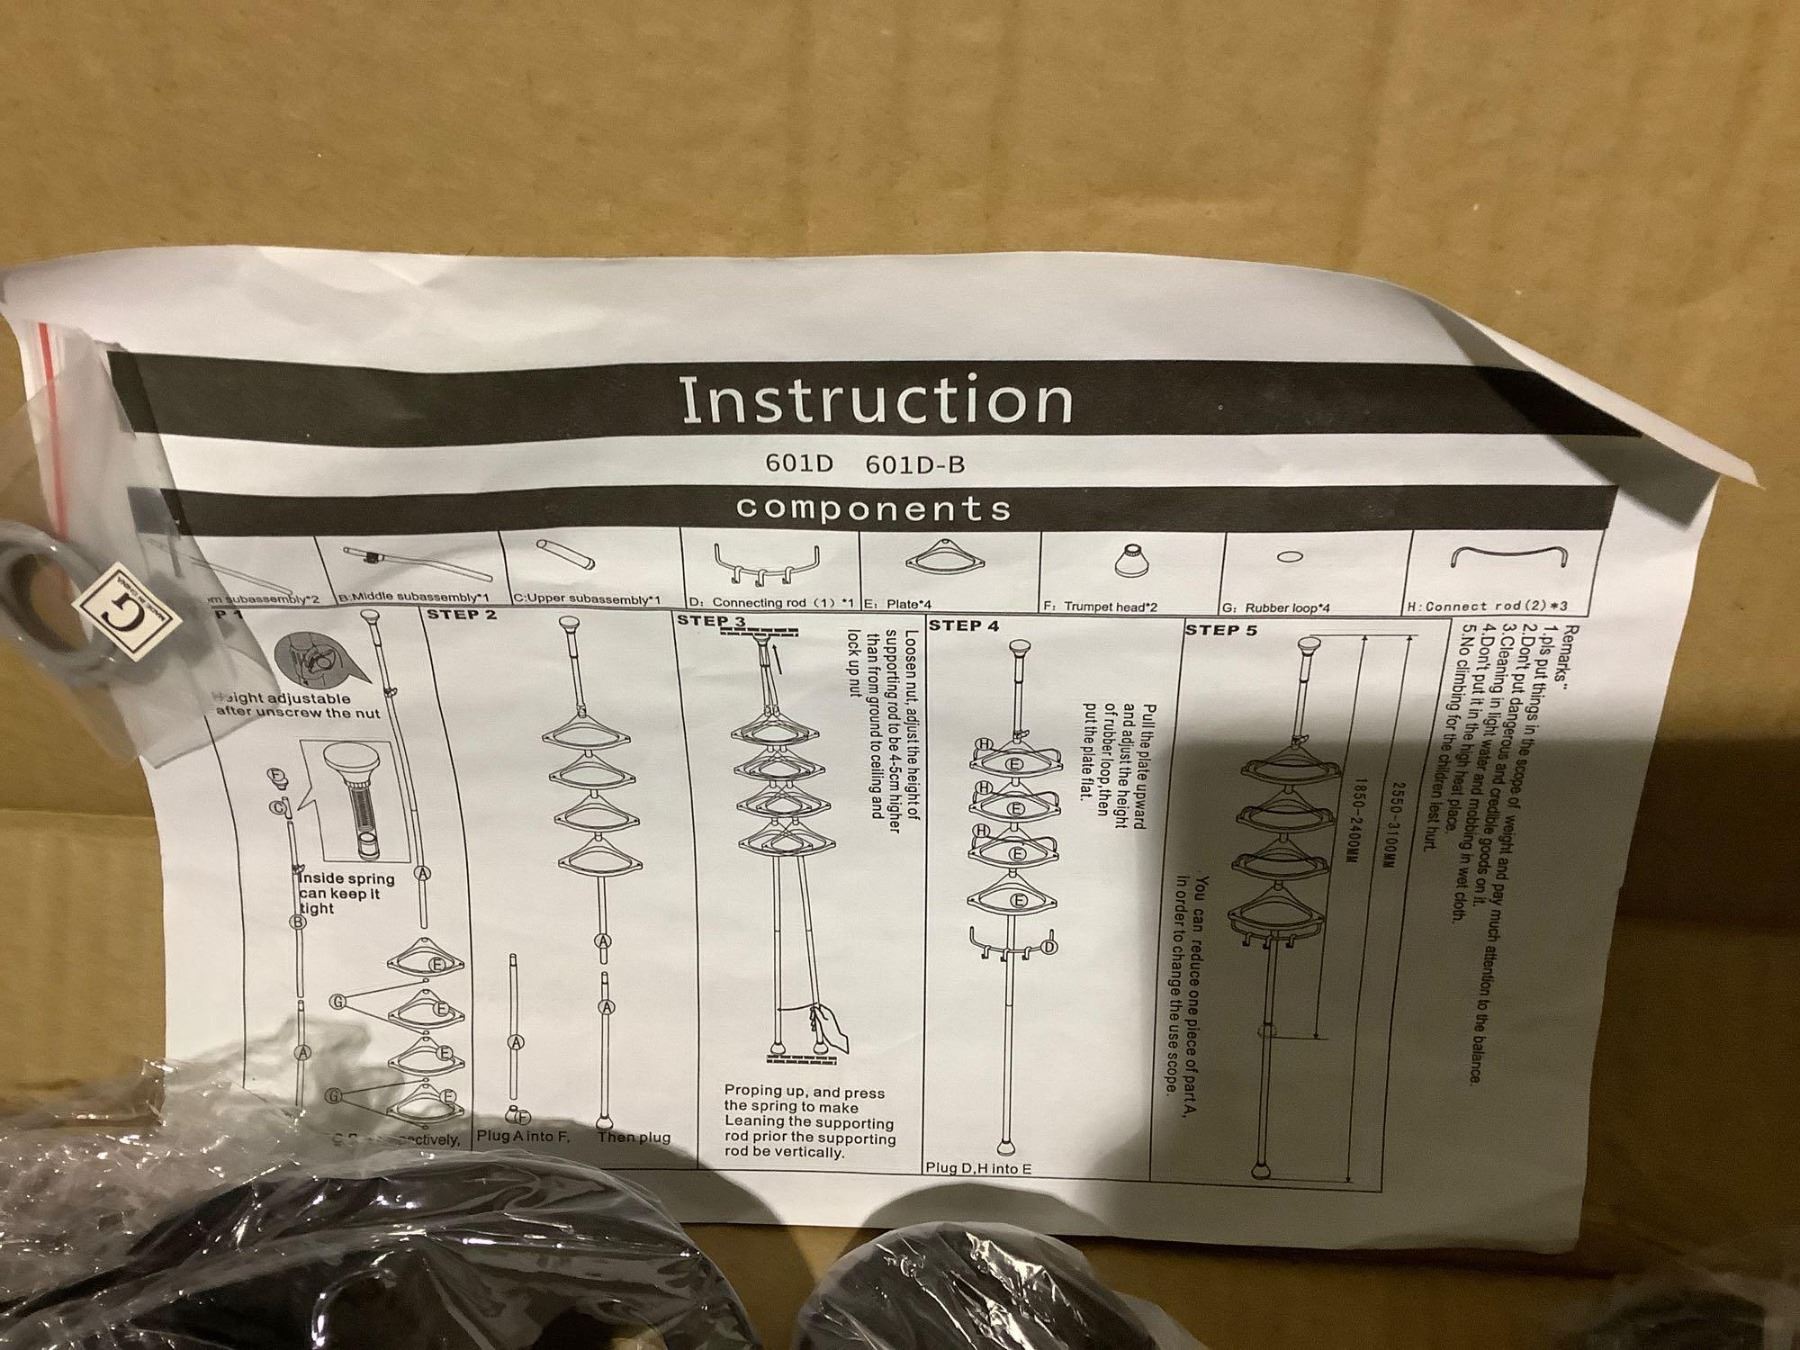 Instruction
601D 601D-B
components
subassembly*2
B:Middle subassembly*1
C:Upper subassembly*1
D: Connecting rod (1) *1
E: Plate*4
F: Trumpet head*2
G: Rubber loop*4
H:Connect rod(2)*3
G
MADE IN CHINA
P 1
Height adjustable
after unscrew the nut
F
C
Inside spring
can keep it
tight
B
A
A
E
G
E
E
G
E
STEP 2
A
A
A
F
Plug A into F,
Then plug
STEP 3
Loosen nut, adjust the height of
supporting rod to be 4-5cm higher
than from ground to ceiling and
lock up nut
Proping up, and press
the spring to make
Leaning the supporting
rod prior the supporting
rod be vertically.
STEP 4
Pull the plate upward
and adjust the height
of rubber loop,then
put the plate flat.
H
E
H
E
H
E
E
D
Plug D,H into E
STEP 5
1850-2400MM
2550-3100MM
You can reduce one piece of part A,
in order to change the use scope.
Remarks"
1.pls put things in the scope of weight and pay much attention to the balance.
2.Don't put dangerous and credible goods on it.
3.Cleaning in light water and mobbing in wet cloth.
4.Don't put it in the high heat place.
5.No climbing for the children lest hurt.